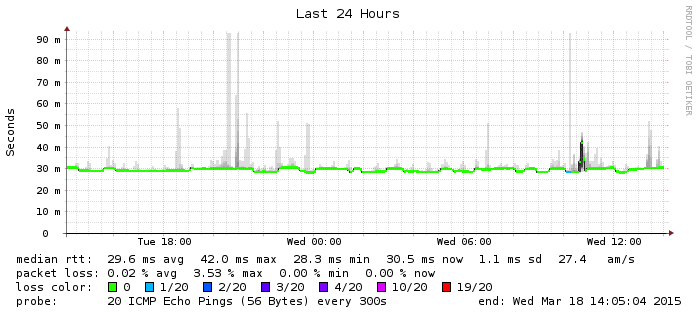 Last 24 Hours
RRDTOOL / TOBI OETIKER
Seconds
90 m
80 m
70 m
60 m
50 m
40 m
30 m
20 m
10 m
0
Tue 18:00 Wed 00:00 Wed 06:00 Wed 12:00
median rtt: 29.6 ms avg 42.0 ms max 28.3 ms min 30.5 ms now 1.1 ms sd 27.4 am/s
packet loss: 0.02 % avg 3.53 % max 0.00 % min 0.00 % now
loss color: 0 1/20 2/20 3/20 4/20 10/20 19/20
probe: 20 ICMP Echo Pings (56 Bytes) every 300s end: Wed Mar 18 14:05:04 2015